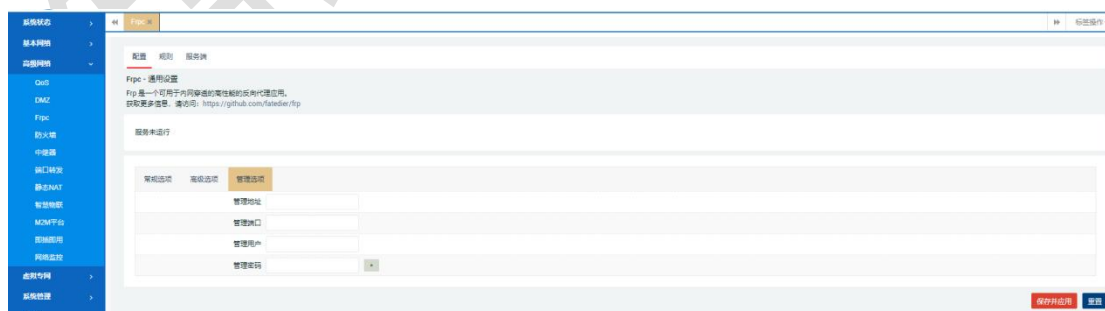 系统状态
Frpc
标签操作
基本网络
高级网络
QoS
DMZ
Frpc
防火墙
中继器
端口转发
静态NAT
智慧物联
M2M平台
即插即用
网络监控
虚拟专网
系统管理
配置 规则 服务端
Frpc - 通用设置
Frp 是一个可用于内网穿透的高性能的反向代理应用。
获取更多信息，请访问：https://github.com/fatedier/frp
服务未运行
常规选项 高级选项 管理选项
管理地址
管理端口
管理用户
管理密码
保存并应用 重置